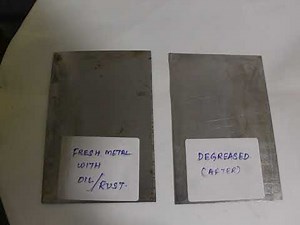 FRESH METAL
WITH
OIL/RUST.
DEGREASED
(AFTER)